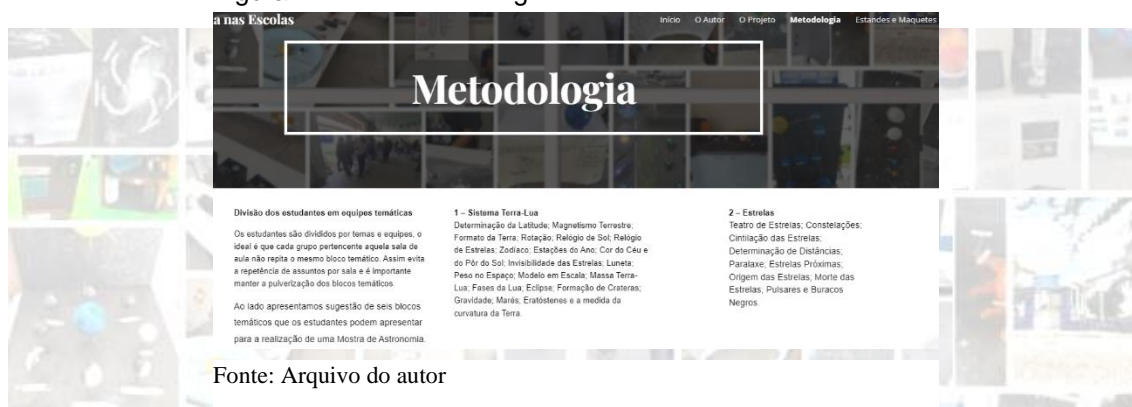 a nas Escolas
Início O Autor O Projeto Metodologia Estandes e Maquetes
Metodologia
Divisão dos estudantes em equipes temáticas
Os estudantes são divididos por temas e equipes, o
ideal é que cada grupo pertencente aquela sala de
aula não repita o mesmo bloco temático. Assim evita
a repetência de assuntos por sala e é importante
manter a pulverização dos blocos temáticos.
Ao lado apresentamos sugestão de seis blocos
temáticos que os estudantes podem apresentar
para a realização de uma Mostra de Astronomia.
1 – Sistema Terra-Lua
Determinação da Latitude; Magnetismo Terrestre;
Formato da Terra; Rotação; Relógio de Sol; Relógio
de Estrelas; Zodíaco; Estações do Ano; Cor do Céu e
do Pôr do Sol; Invisibilidade das Estrelas; Luneta;
Peso no Espaço; Modelo em Escala; Massa Terra-
Lua; Fases da Lua; Eclipse; Formação de Crateras;
Gravidade; Marés; Eratóstenes e a medida da
curvatura da Terra.
2 – Estrelas
Teatro de Estrelas; Constelações;
Cintilação das Estrelas;
Determinação de Distâncias;
Paralaxe; Estrelas Próximas;
Origem das Estrelas; Morte das
Estrelas; Pulsares e Buracos
Negros.
Fonte: Arquivo do autor